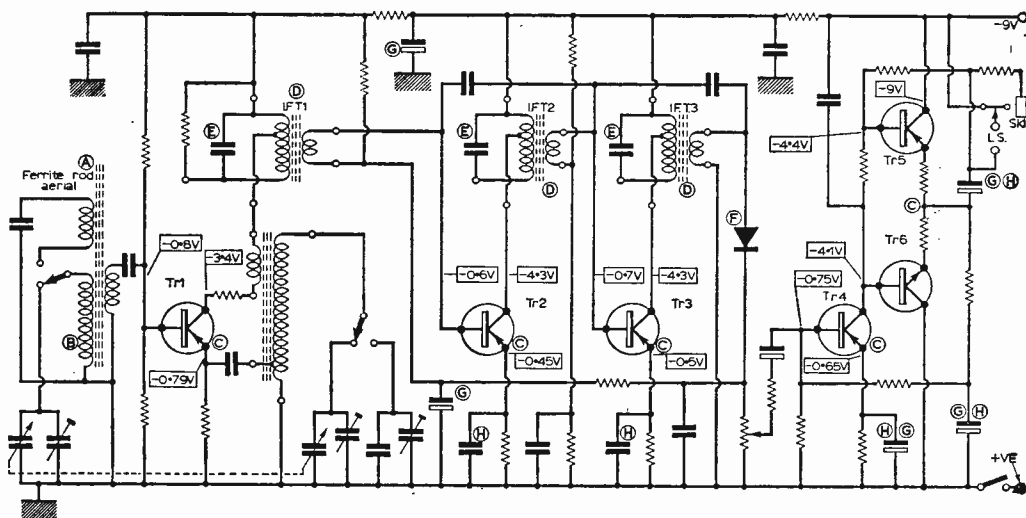 -9V
G
D
IFT1
E
A
Ferrite rod
aerial
-0•8V
-3•4V
Tr1
B
C
-0•79V
E
IFT2
D
E
IFT3
D
F
-0•6V
-4•3V
Tr2
C
-0•45V
-0•7V
-4•3V
Tr3
C
-0•5V
G
H
H
-9V
-4•4V
Tr5
L.S.
G H
C
Tr6
-4•1V
-0•75V
Tr4
C
-0•65V
H G
G H
+VE